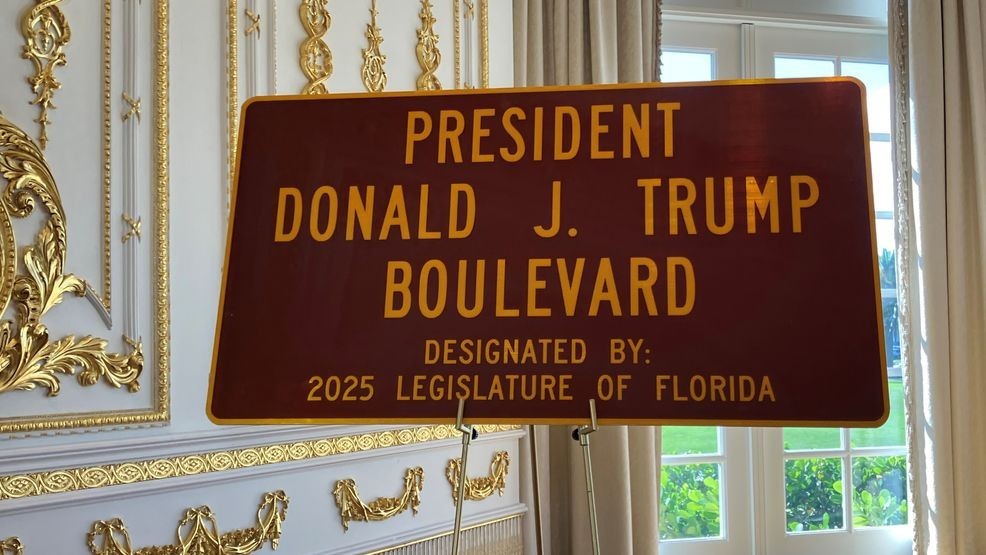 PRESIDENT
DONALD J. TRUMP
BOULEVARD
DESIGNATED BY:
2025 LEGISLATURE OF FLORIDA